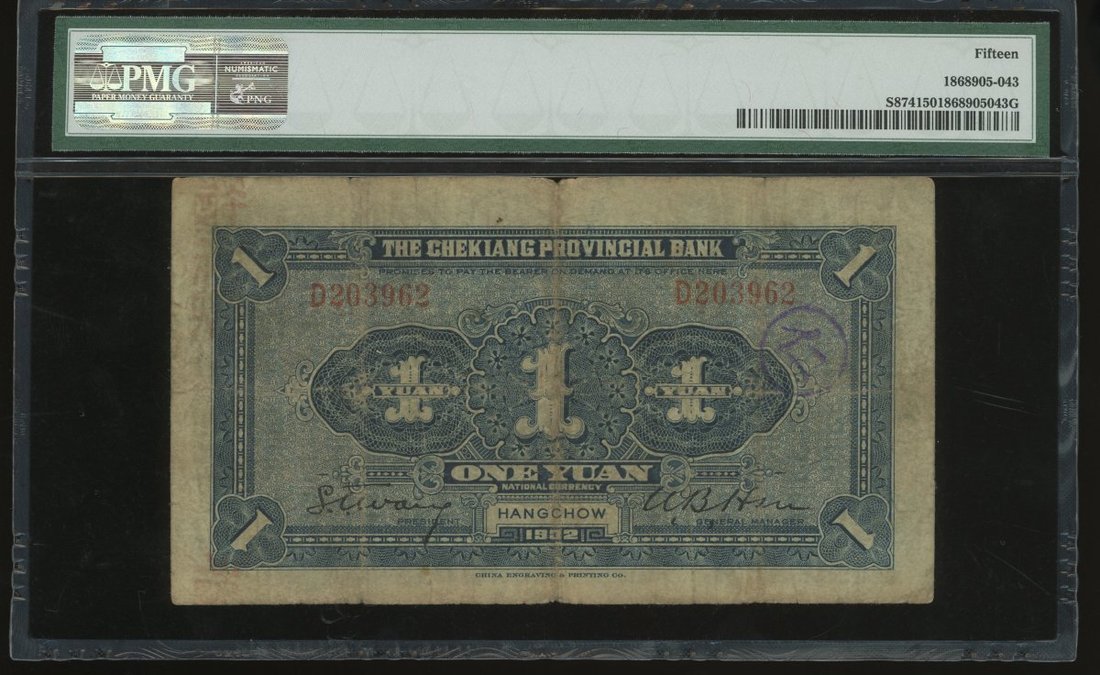 PMG
PAPER MONEY GUARANTY
NUMISMATIC
PNG
Fifteen
1868905-043
S8741501868905043G
THE CHEKIANG PROVINCIAL BANK
PROMISES TO PAY THE BEARER ON DEMAND AT ITS OFFICE HERE
1 1
D203962 D203962
1 1 1
YUAN YUAN
ONE YUAN
NATIONAL CURRENCY
HANGCHOW
PRESIDENT GENERAL MANAGER
1 1
1932
CHINA ENGRAVING & PRINTING CO.